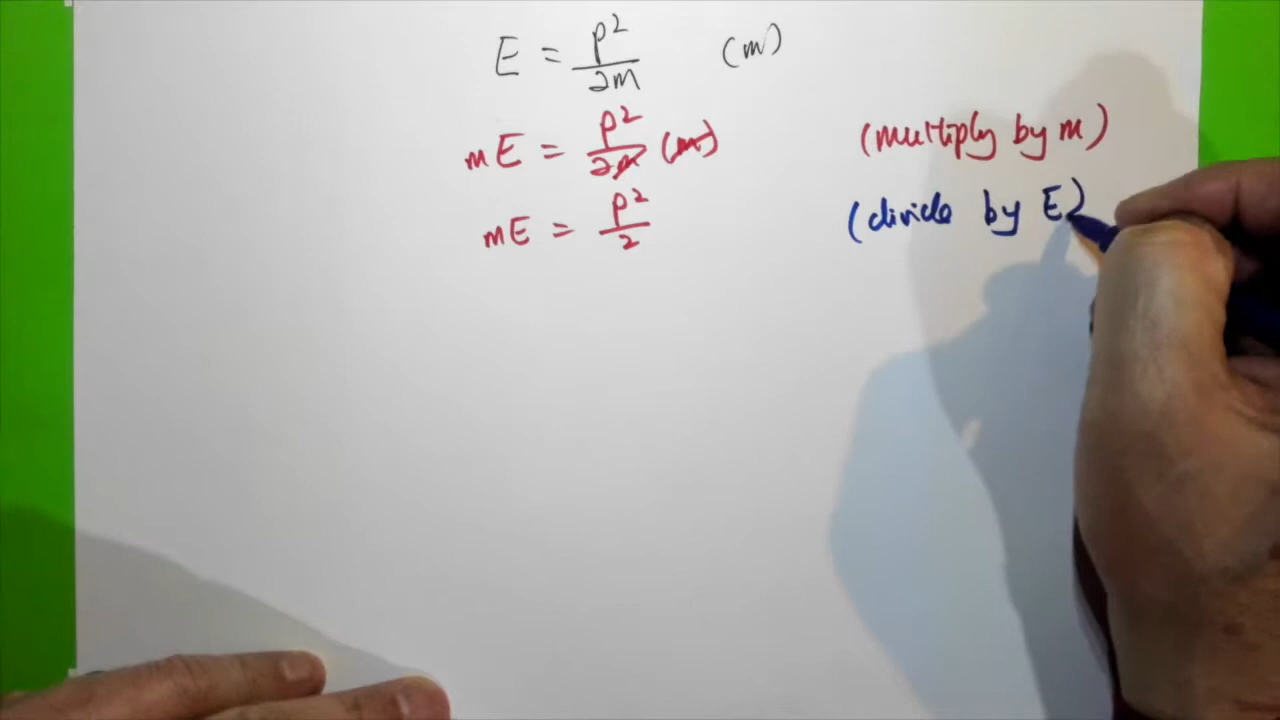 E = p²/2m (m)
mE = p²/2m (m) (multiply by m)
mE = p²/2 (divide by E)